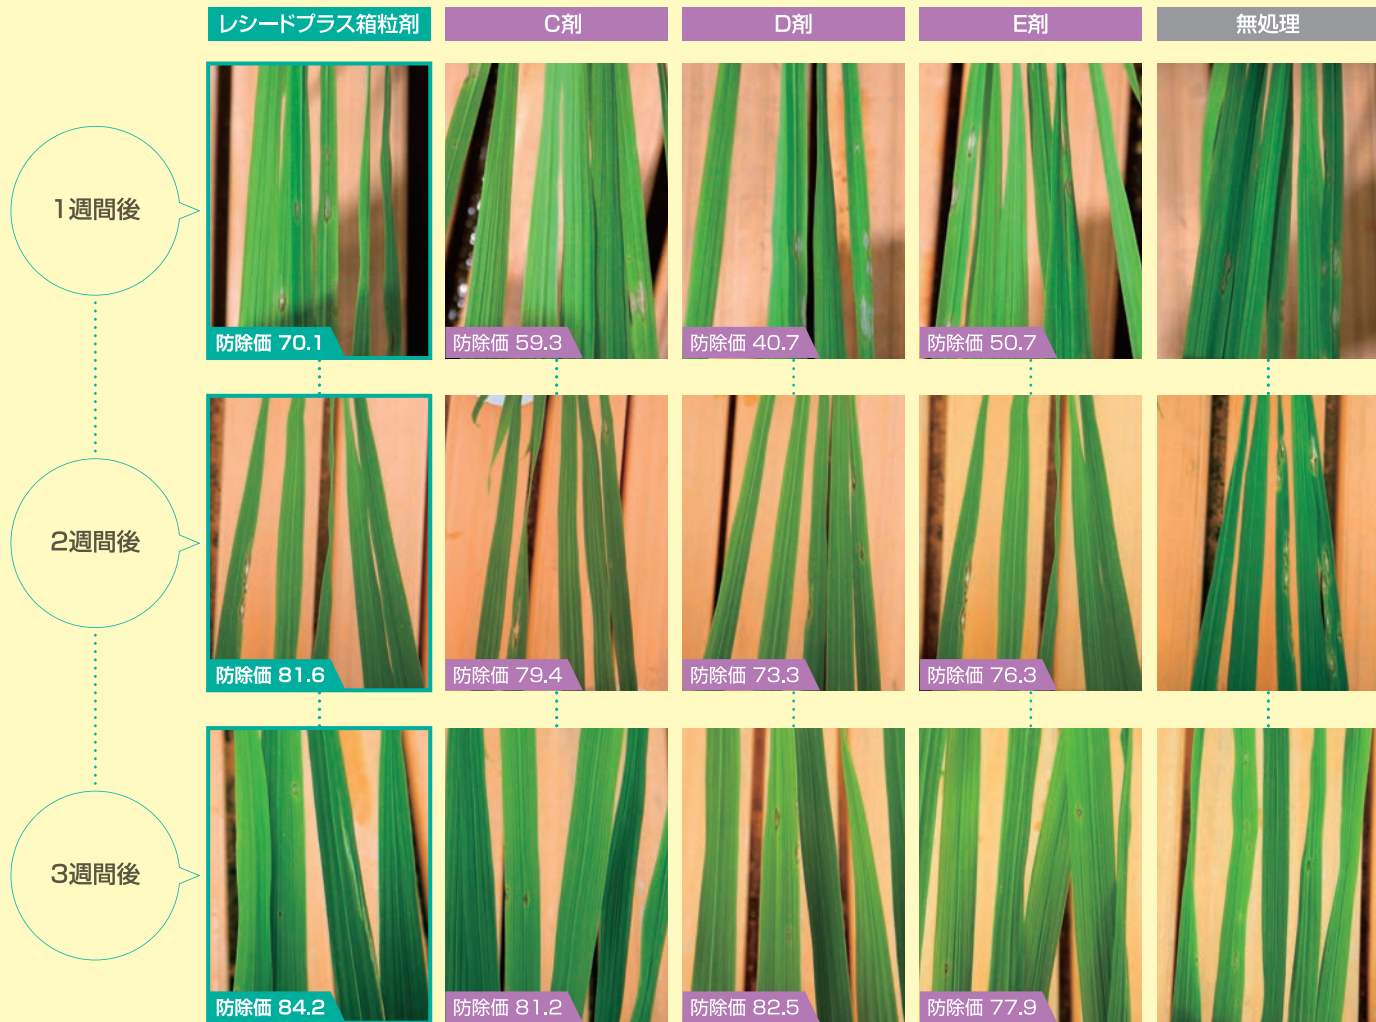 レシードプラス箱粒剤
C剤
D剤
E剤
無処理
1週間後
防除価 70.1
防除価 59.3
防除価 40.7
防除価 50.7
2週間後
防除価 81.6
防除価 79.4
防除価 73.3
防除価 76.3
3週間後
防除価 84.2
防除価 81.2
防除価 82.5
防除価 77.9